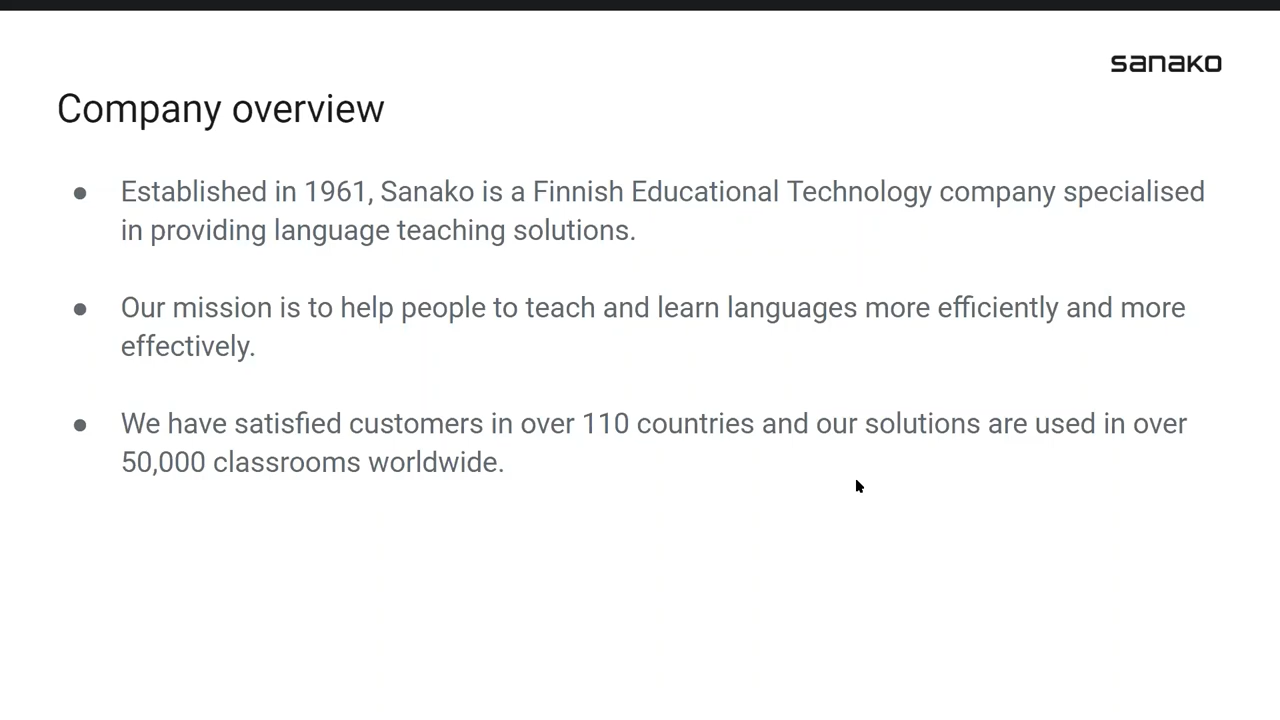 sanako
Company overview
● Established in 1961, Sanako is a Finnish Educational Technology company specialised
in providing language teaching solutions.
● Our mission is to help people to teach and learn languages more efficiently and more
effectively.
● We have satisfied customers in over 110 countries and our solutions are used in over
50,000 classrooms worldwide.